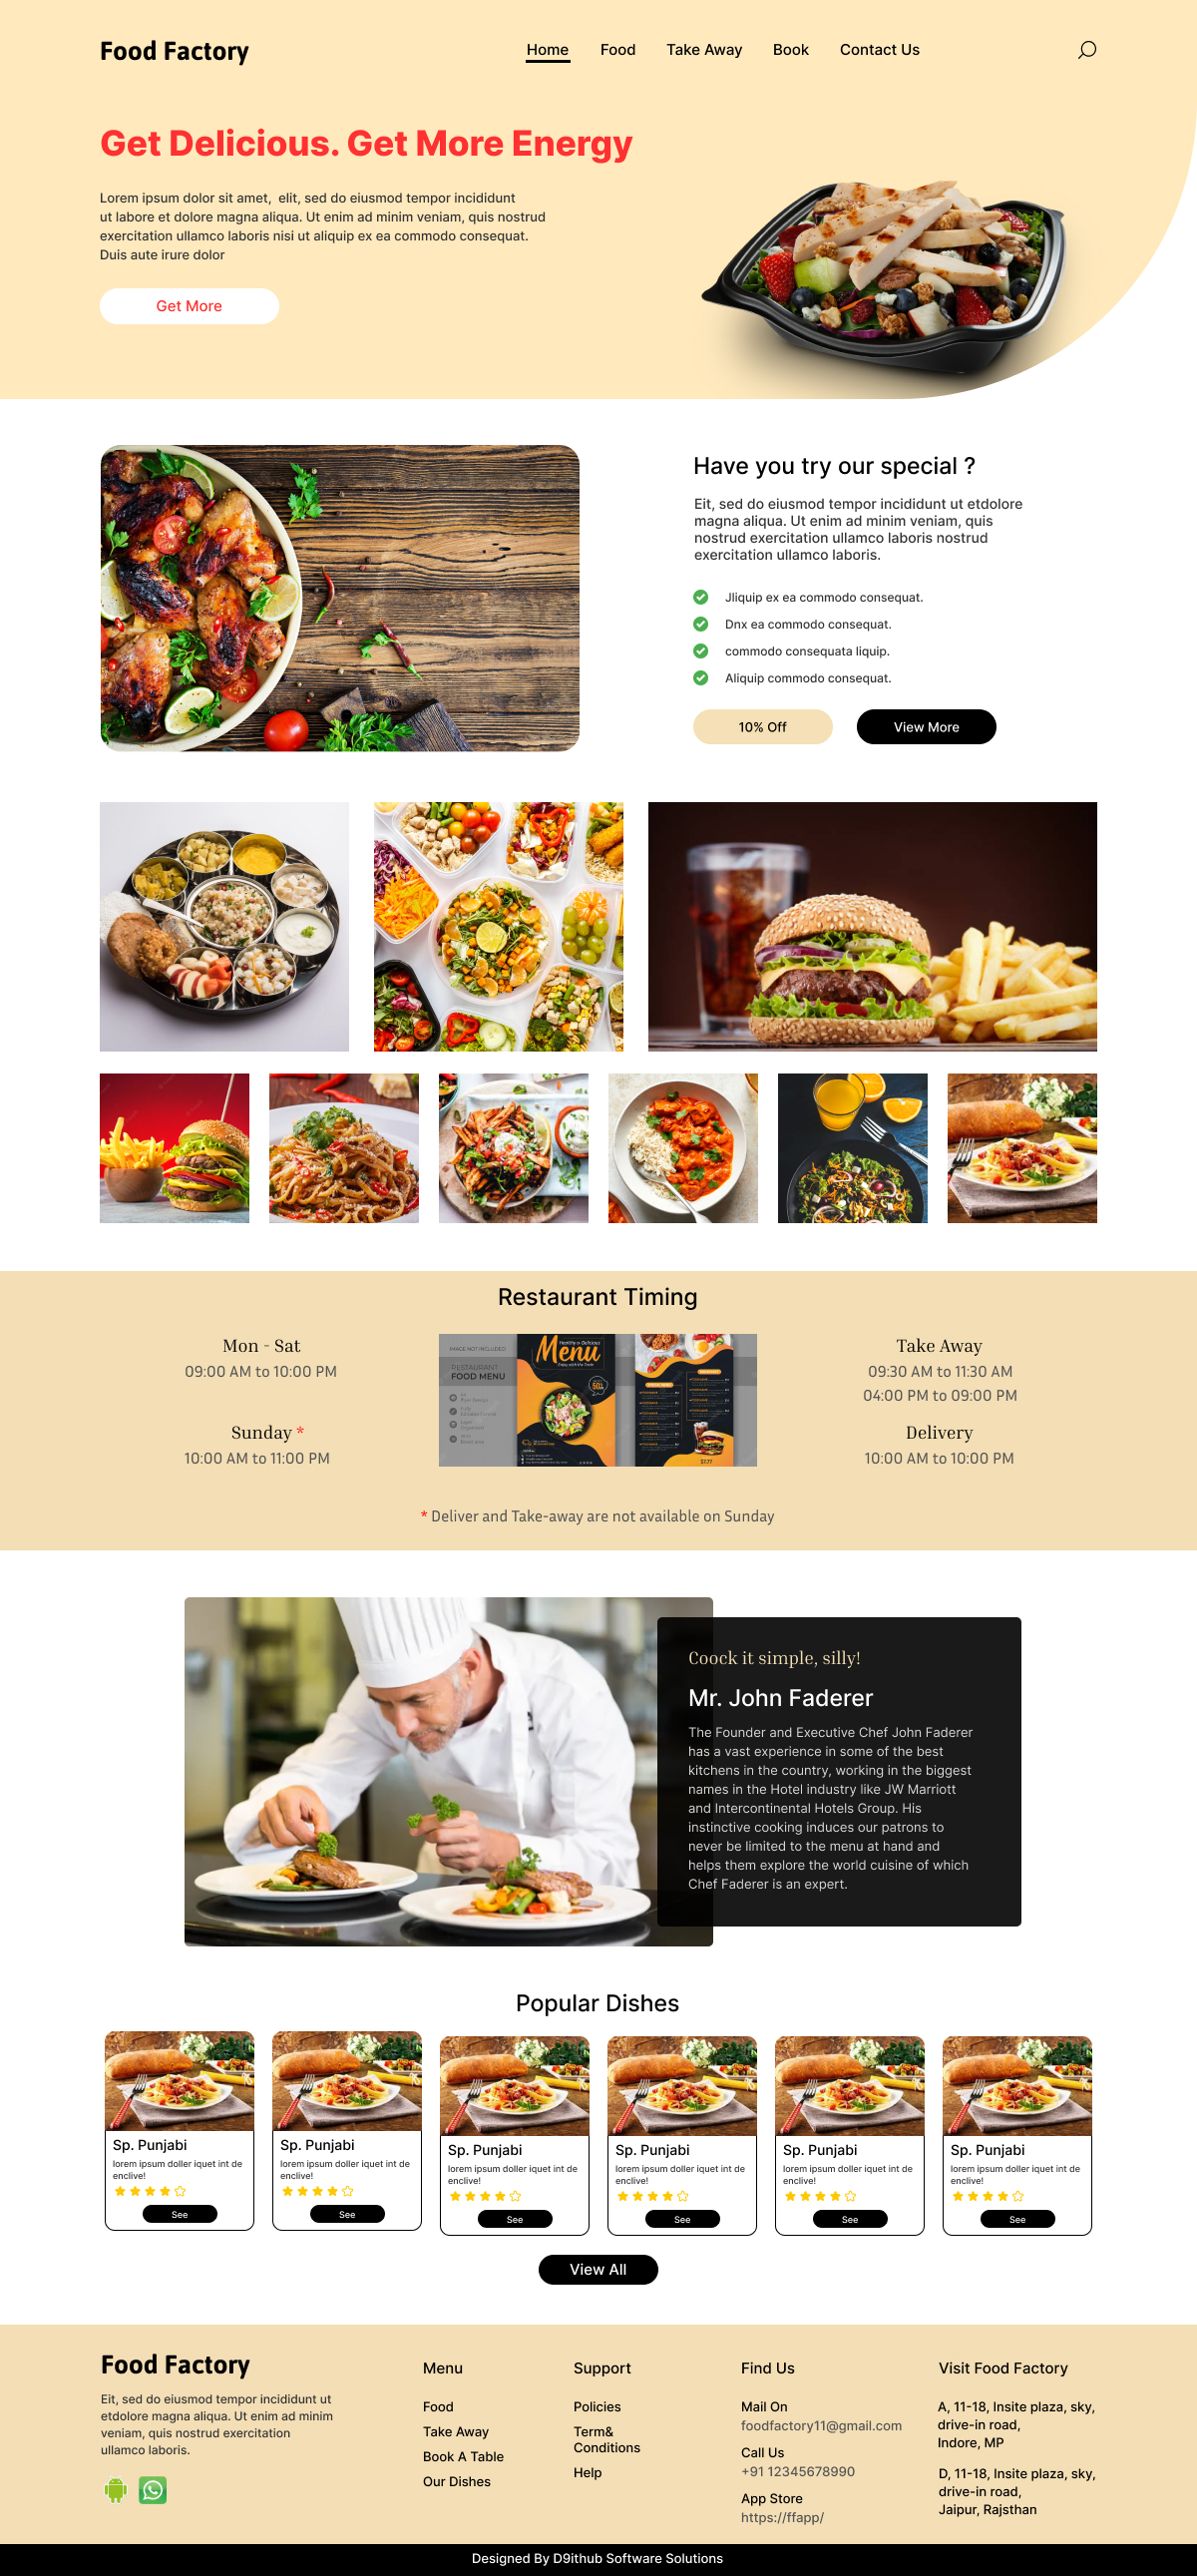 Food Factory
Home Food Take Away Book Contact Us
Get Delicious. Get More Energy
Lorem ipsum dolor sit amet, elit, sed do eiusmod tempor incididunt
ut labore et dolore magna aliqua. Ut enim ad minim veniam, quis nostrud
exercitation ullamco laboris nisi ut aliquip ex ea commodo consequat.
Duis aute irure dolor
Get More
Have you try our special ?
Eit, sed do eiusmod tempor incididunt ut etdolore
magna aliqua. Ut enim ad minim veniam, quis
nostrud exercitation ullamco laboris nostrud
exercitation ullamco laboris.
Jliquip ex ea commodo consequat.
Dnx ea commodo consequat.
commodo consequata liquip.
Aliquip commodo consequat.
10% Off
View More
Restaurant Timing
Mon - Sat
09:00 AM to 10:00 PM
Sunday *
10:00 AM to 11:00 PM
IMAGE NOT INCLUDED
RESTAURANT
FOOD MENU
Healthy & Delicious
Menu
50%
$7.77
Take Away
09:30 AM to 11:30 AM
04:00 PM to 09:00 PM
Delivery
10:00 AM to 10:00 PM
* Deliver and Take-away are not available on Sunday
Coock it simple, silly!
Mr. John Faderer
The Founder and Executive Chef John Faderer
has a vast experience in some of the best
kitchens in the country, working in the biggest
names in the Hotel industry like JW Marriott
and Intercontinental Hotels Group. His
instinctive cooking induces our patrons to
never be limited to the menu at hand and
helps them explore the world cuisine of which
Chef Faderer is an expert.
Popular Dishes
Sp. Punjabi
lorem ipsum doller iquet int de
enclive!
See
Sp. Punjabi
lorem ipsum doller iquet int de
enclive!
See
Sp. Punjabi
lorem ipsum doller iquet int de
enclive!
See
Sp. Punjabi
lorem ipsum doller iquet int de
enclive!
See
Sp. Punjabi
lorem ipsum doller iquet int de
enclive!
See
Sp. Punjabi
lorem ipsum doller iquet int de
enclive!
See
View All
Food Factory
Eit, sed do eiusmod tempor incididunt ut
etdolore magna aliqua. Ut enim ad minim
veniam, quis nostrud exercitation
ullamco laboris.
Menu
Food
Take Away
Book A Table
Our Dishes
Support
Policies
Term&
Conditions
Help
Find Us
Mail On
foodfactory11@gmail.com
Call Us
+91 12345678990
App Store
https://ffapp/
Visit Food Factory
A, 11-18, Insite plaza, sky,
drive-in road,
Indore, MP
D, 11-18, Insite plaza, sky,
drive-in road,
Jaipur, Rajsthan
Designed By D9ithub Software Solutions